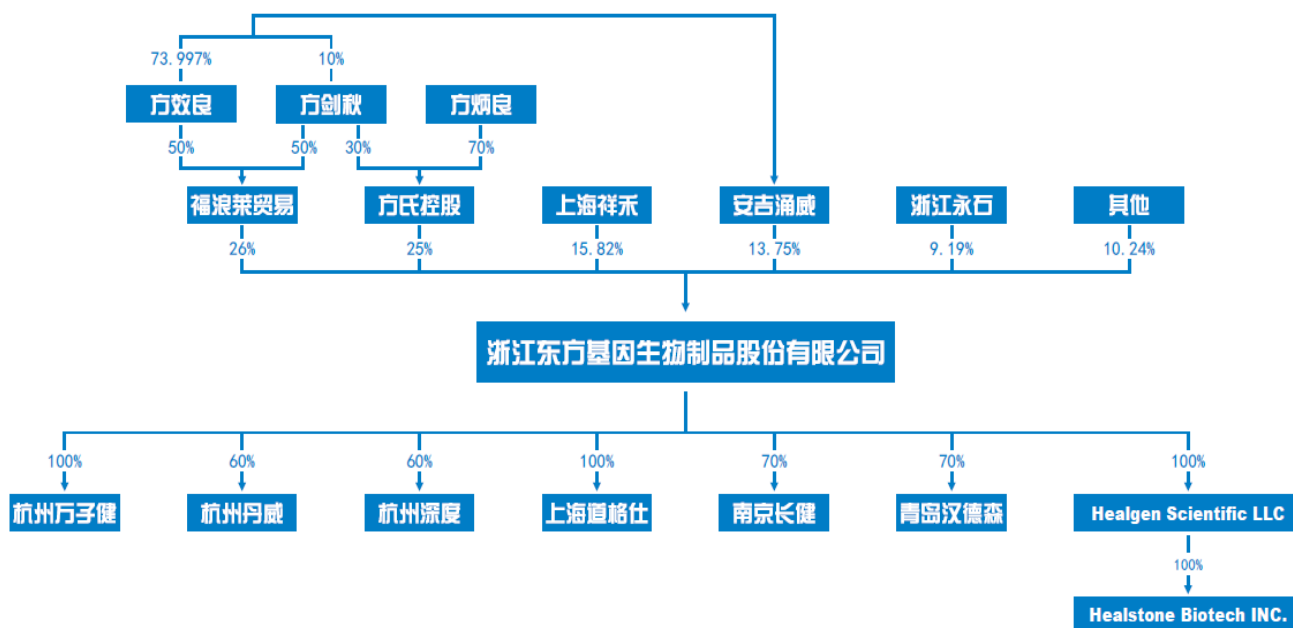 73.997%
10%
方效良
方剑秋
方炳良
50%
50%
30%
70%
福浪莱贸易
方氏控股
上海祥禾
安吉涌威
浙江永石
其他
26%
25%
15.82%
13.75%
9.19%
10.24%
浙江东方基因生物制品股份有限公司
100%
60%
60%
100%
70%
70%
100%
杭州万子健
杭州丹威
杭州深度
上海道格仕
南京长健
青岛汉德森
Healgen Scientific LLC
100%
Healstone Biotech INC.